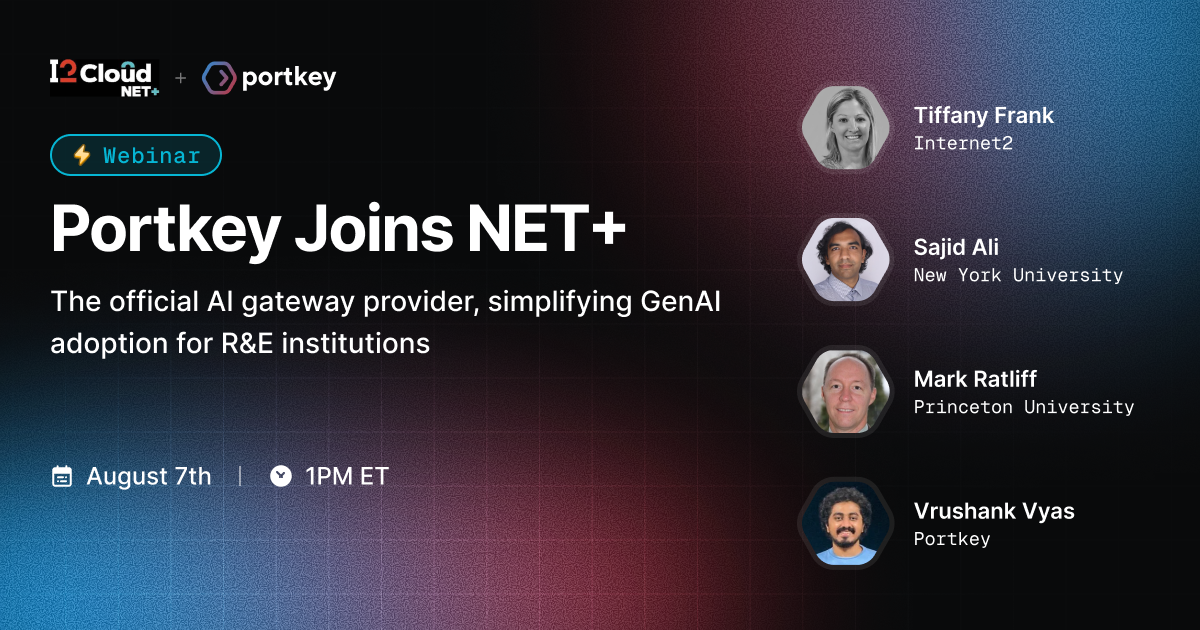 I2 Cloud
NET+
+
portkey
Webinar
Portkey Joins NET+
The official AI gateway provider, simplifying GenAI
adoption for R&E institutions
August 7th | 1PM ET
Tiffany Frank
Internet2
Sajid Ali
New York University
Mark Ratliff
Princeton University
Vrushank Vyas
Portkey